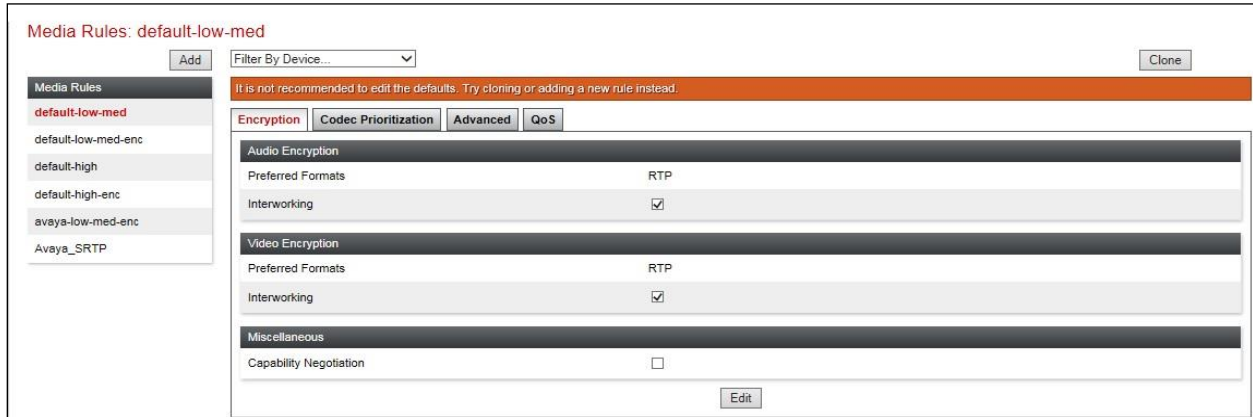 Media Rules: default-low-med
Add
Filter By Device...
Clone
Media Rules
default-low-med
default-low-med-enc
default-high
default-high-enc
avaya-low-med-enc
Avaya_SRTP
It is not recommended to edit the defaults. Try cloning or adding a new rule instead.
Encryption Codec Prioritization Advanced QoS
Audio Encryption
Preferred Formats RTP
Interworking
Video Encryption
Preferred Formats RTP
Interworking
Miscellaneous
Capability Negotiation
Edit